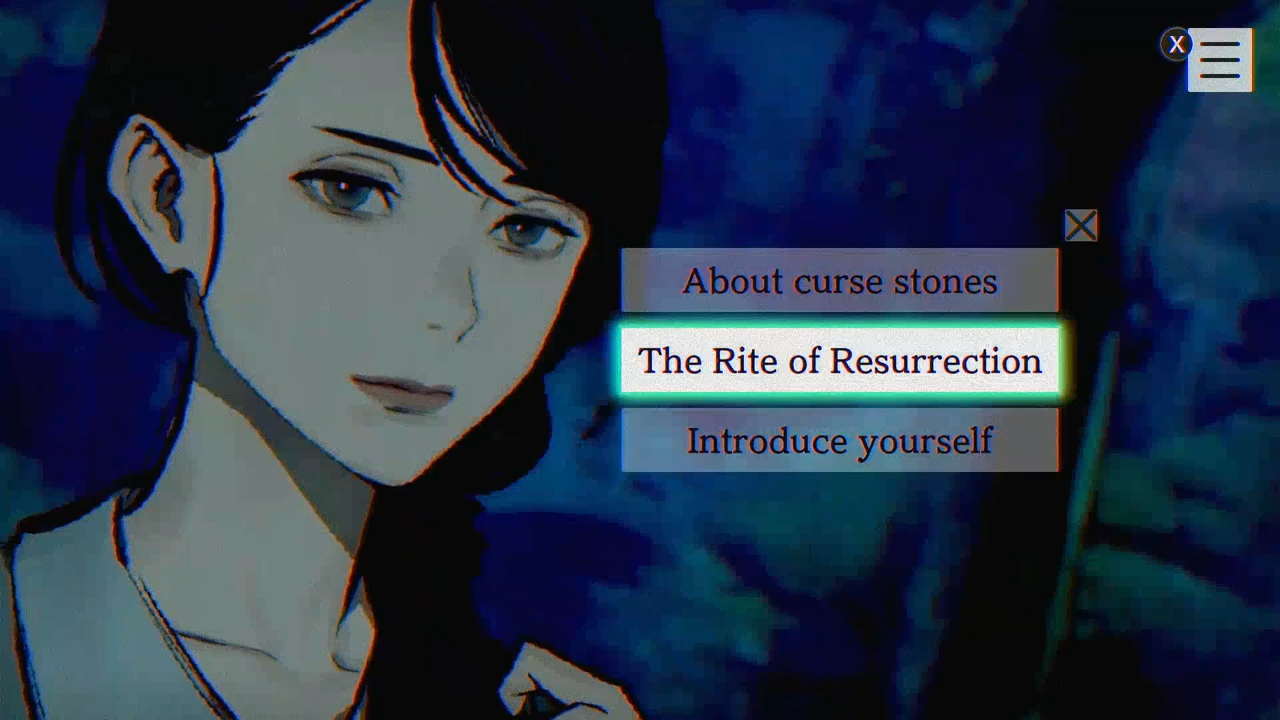 X
About curse stones
The Rite of Resurrection
Introduce yourself